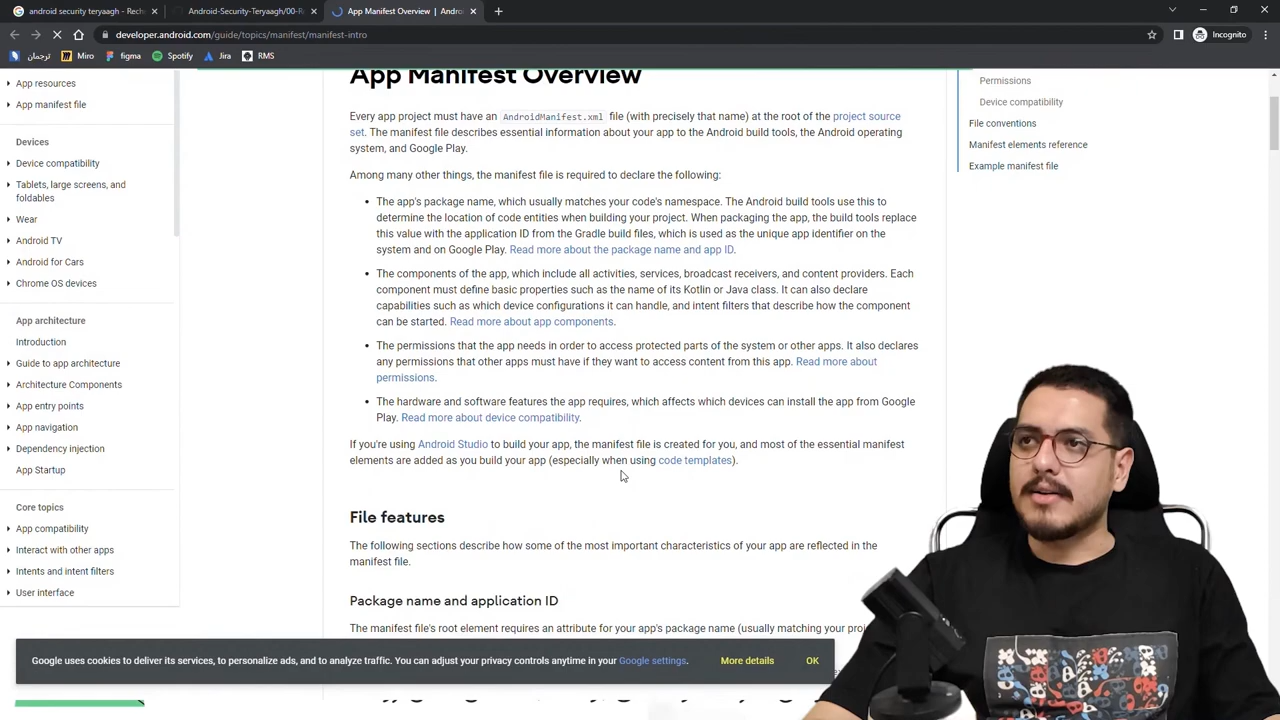 android security teryaagh - Reche
Android-Security-Teryaagh/00-R
App Manifest Overview | Andro
developer.android.com/guide/topics/manifest/manifest-intro
Incognito
ترجمان
Miro
figma
Spotify
Jira
RMS
App resources
App manifest file
Devices
Device compatibility
Tablets, large screens, and
foldables
Wear
Android TV
Android for Cars
Chrome OS devices
App architecture
Introduction
Guide to app architecture
Architecture Components
App entry points
App navigation
Dependency injection
App Startup
Core topics
App compatibility
Interact with other apps
Intents and intent filters
User interface
App Manifest Overview
Every app project must have an AndroidManifest.xml file (with precisely that name) at the root of the project source
set. The manifest file describes essential information about your app to the Android build tools, the Android operating
system, and Google Play.
Among many other things, the manifest file is required to declare the following:
• The app's package name, which usually matches your code's namespace. The Android build tools use this to
determine the location of code entities when building your project. When packaging the app, the build tools replace
this value with the application ID from the Gradle build files, which is used as the unique app identifier on the
system and on Google Play. Read more about the package name and app ID.
• The components of the app, which include all activities, services, broadcast receivers, and content providers. Each
component must define basic properties such as the name of its Kotlin or Java class. It can also declare
capabilities such as which device configurations it can handle, and intent filters that describe how the component
can be started. Read more about app components.
• The permissions that the app needs in order to access protected parts of the system or other apps. It also declares
any permissions that other apps must have if they want to access content from this app. Read more about
permissions.
• The hardware and software features the app requires, which affects which devices can install the app from Google
Play. Read more about device compatibility.
If you're using Android Studio to build your app, the manifest file is created for you, and most of the essential manifest
elements are added as you build your app (especially when using code templates).
File features
The following sections describe how some of the most important characteristics of your app are reflected in the
manifest file.
Package name and application ID
The manifest file's root element requires an attribute for your app's package name (usually matching your
Permissions
Device compatibility
File conventions
Manifest elements reference
Example manifest file
Google uses cookies to deliver its services, to personalize ads, and to analyze traffic. You can adjust your privacy controls anytime in your Google settings.
More details
OK